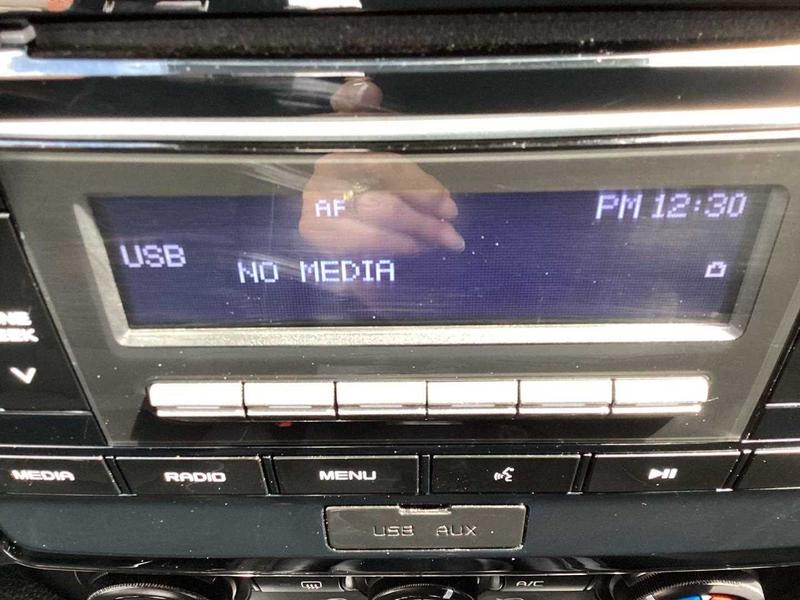 AF
PM 12:30
USB
NO MEDIA
MEDIA
RADIO
MENU
USB AUX
A/C